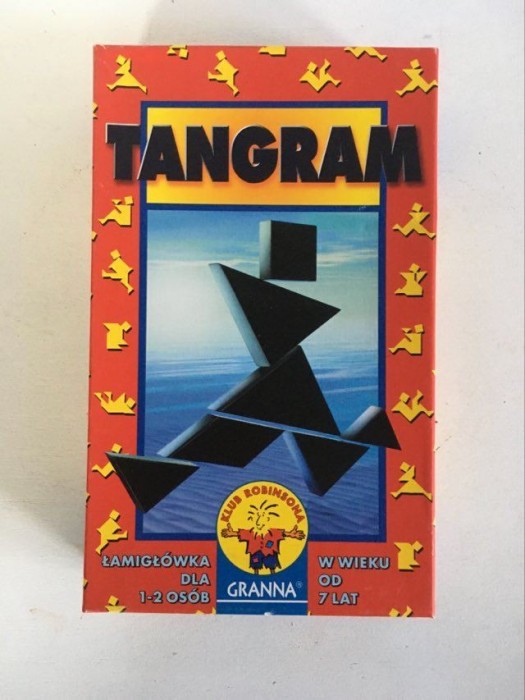 TANGRAM
KLUB ROBINSONA
ŁAMIGŁÓWKA
DLA
1-2 OSÓB
GRANNA®
W WIEKU
OD
7 LAT